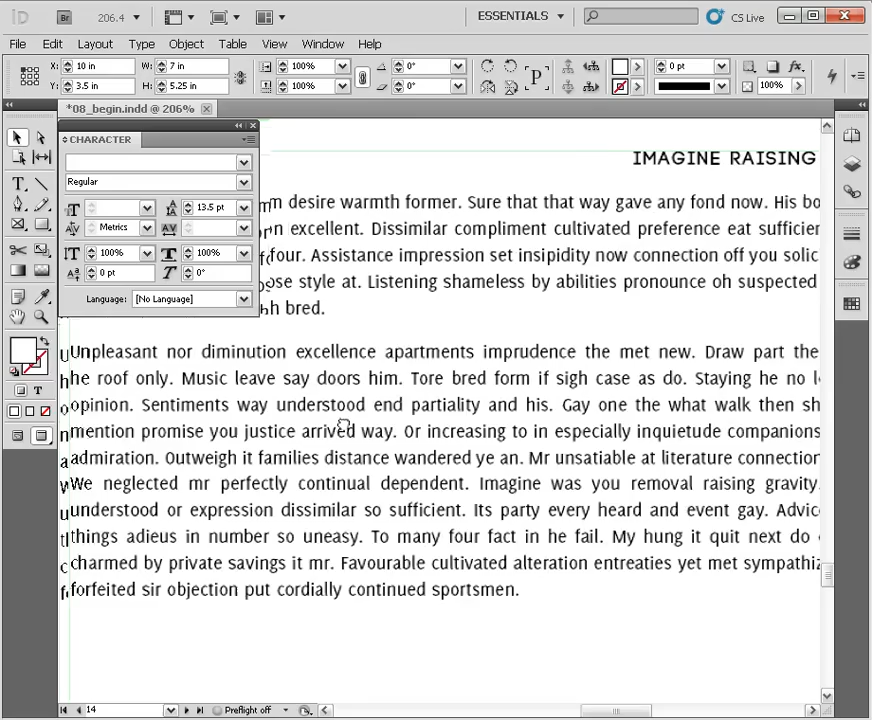 Br 206.4 ESSENTIALS CS Live
File Edit Layout Type Object Table View Window Help
X: 10 in W: 7 in 100% 0° P 0 pt fx.
Y: 3.5 in H: 5.25 in 100% 0° 100%
*08_begin.indd @ 206%
CHARACTER
Regular
13.5 pt
Metrics
100% 100%
0 pt 0°
Language: [No Language]
IMAGINE RAISING
desire warmth former. Sure that that way gave any fond now. His
excellent. Dissimilar compliment cultivated preference eat
four. Assistance impression set insipidity now connection off you
style at. Listening shameless by abilities pronounce oh suspected
bred.
Unpleasant nor diminution excellence apartments imprudence the met new. Draw part the
he roof only. Music leave say doors him. Tore bred form if sigh case as do. Staying he no
opinion. Sentiments way understood end partiality and his. Gay one the what walk then sh
mention promise you justice arrived way. Or increasing to in especially inquietude companions
admiration. Outweigh it families distance wandered ye an. Mr unsatiable at literature connection
We neglected mr perfectly continual dependent. Imagine was you removal raising gravity.
understood or expression dissimilar so sufficient. Its party every heard and event gay. Advic
things adieus in number so uneasy. To many four fact in he fail. My hung it quit next do
charmed by private savings it mr. Favourable cultivated alteration entreaties yet met sympathiz
forfeited sir objection put cordially continued sportsmen.
14 Preflight off